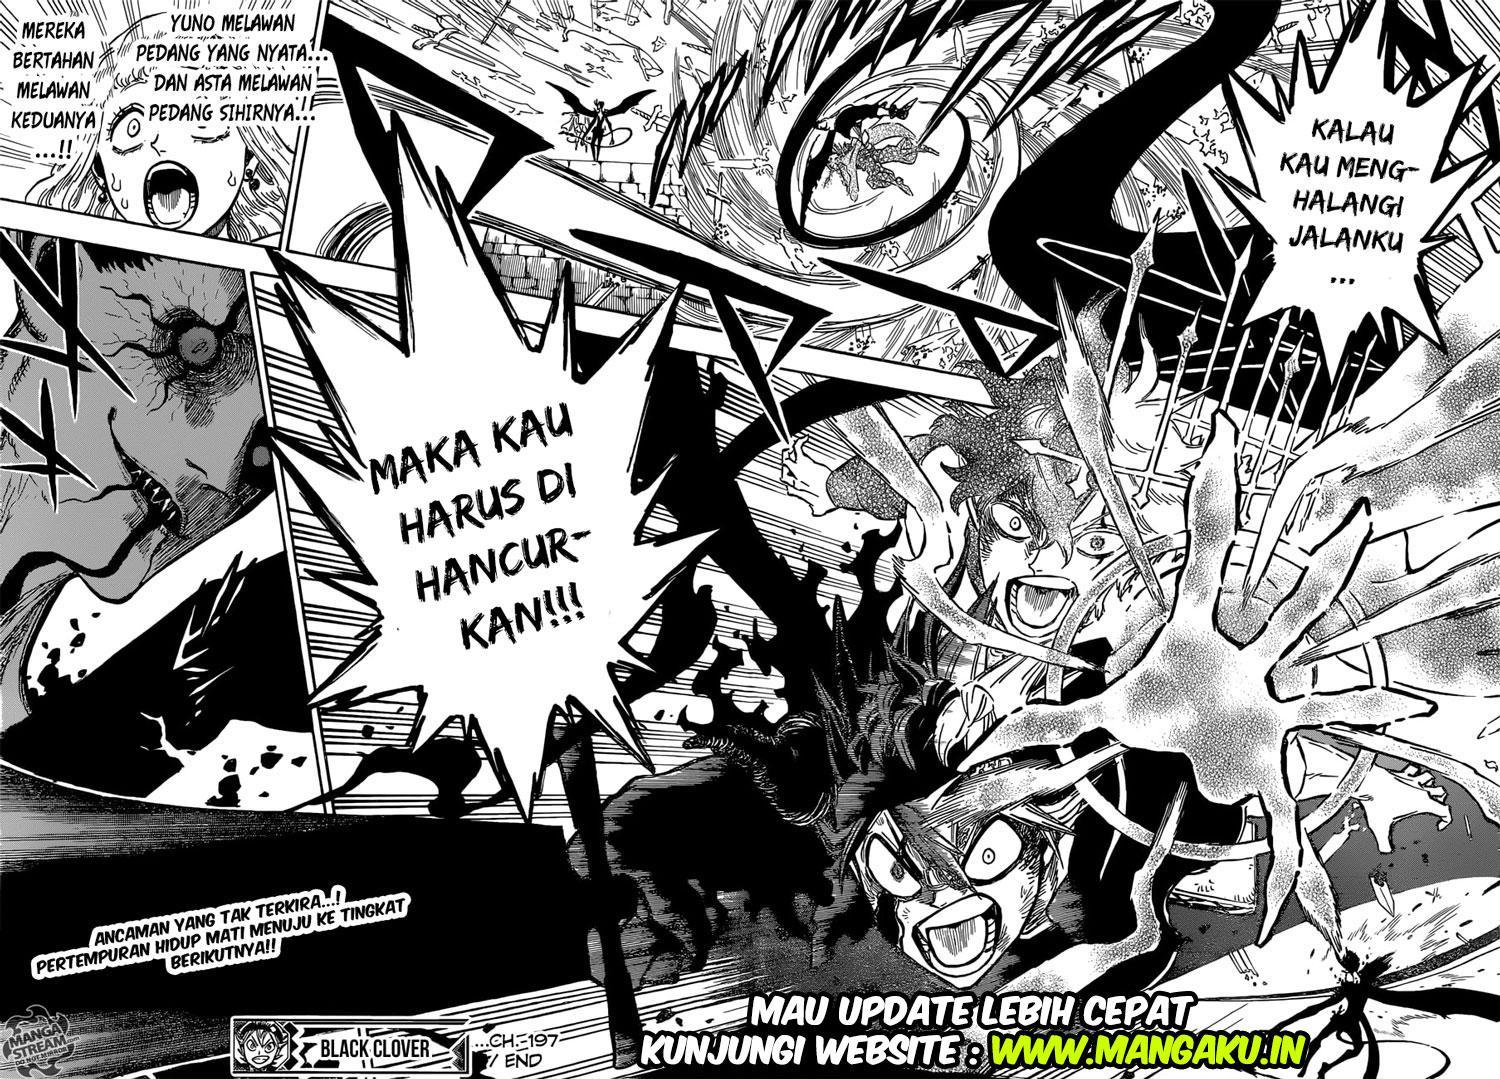 KALAU
KAU MENG-
HALANGI
JALANKU
...
YUNO MELAWAN
PEDANG YANG NYATA...
DAN ASTA MELAWAN
PEDANG SIHIRNYA...!!
MEREKA
BERTAHAN
MELAWAN
KEDUANYA
...!!
MAKA KAU
HARUS DI
HANCUR-
KAN!!!
ANCAMAN YANG TAK TERKIRA...!
PERTEMPURAN HIDUP MATI MENUJU KE TINGKAT
BERIKUTNYA!!
MANGA
STREAM
BLACK CLOVER
...CH.-197
/ END
MAU UPDATE LEBIH CEPAT
KUNJUNGI WEBSITE : WWW.MANGAKU.IN